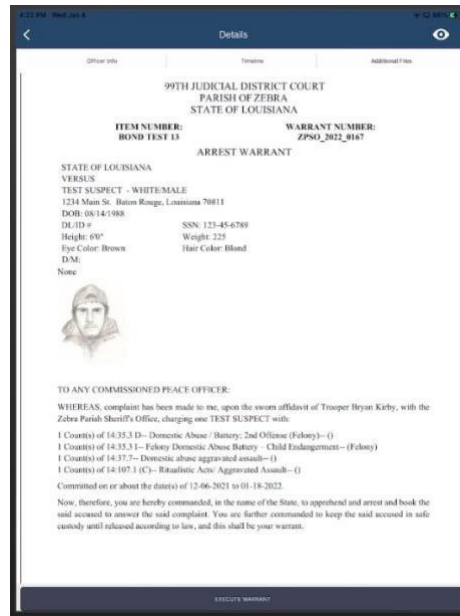 4:22 PM Wed Jan 4
Details
Officer Info
Timeline
Additional Files
99TH JUDICIAL DISTRICT COURT
PARISH OF ZEBRA
STATE OF LOUISIANA
ITEM NUMBER:
BOND TEST 13
WARRANT NUMBER:
ZPSO_2022_0167
ARREST WARRANT
STATE OF LOUISIANA
VERSUS
TEST SUSPECT - WHITE/MALE
1234 Main St. Baton Rouge, Louisiana 70811
DOB: 08/14/1988
DL/ID # SSN: 123-45-6789
Height: 6'0" Weight: 225
Eye Color: Brown Hair Color: Blond
D/M:
None
TO ANY COMMISSIONED PEACE OFFICER:
WHEREAS, complaint has been made to me, upon the sworn affidavit of Trooper Bryan Kirby, with the
Zebra Parish Sheriff's Office, charging one TEST SUSPECT with:
1 Count(s) of 14:35.3 D-- Domestic Abuse / Battery; 2nd Offense (Felony)-- ()
1 Count(s) of 14:35.3 I-- Felony Domestic Abuse Battery – Child Endangerment-- (Felony)
1 Count(s) of 14:37.7-- Domestic abuse aggravated assault-- ()
1 Count(s) of 14:107.1 (C)-- Ritualistic Acts/ Aggravated Assault-- ()
Committed on or about the date(s) of 12-06-2021 to 01-18-2022.
Now, therefore, you are hereby commanded, in the name of the State, to apprehend and arrest and book the
said accused to answer the said complaint. You are further commanded to keep the said accused in safe
custody until released according to law, and this shall be your warrant.
EXECUTE WARRANT